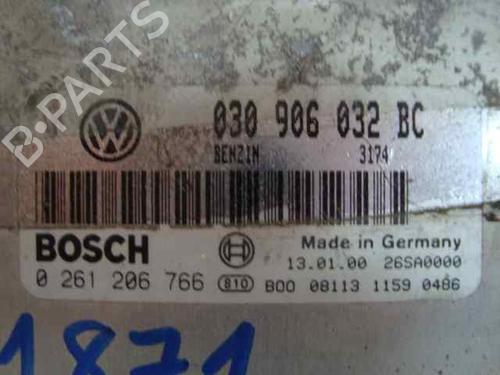 B-PARTS
030 906 032 BC
BENZIN 3174
BOSCH
Made in Germany
13.01.00 26SA0000
0 261 206 766 810 B00 08113 1159 0486
1871